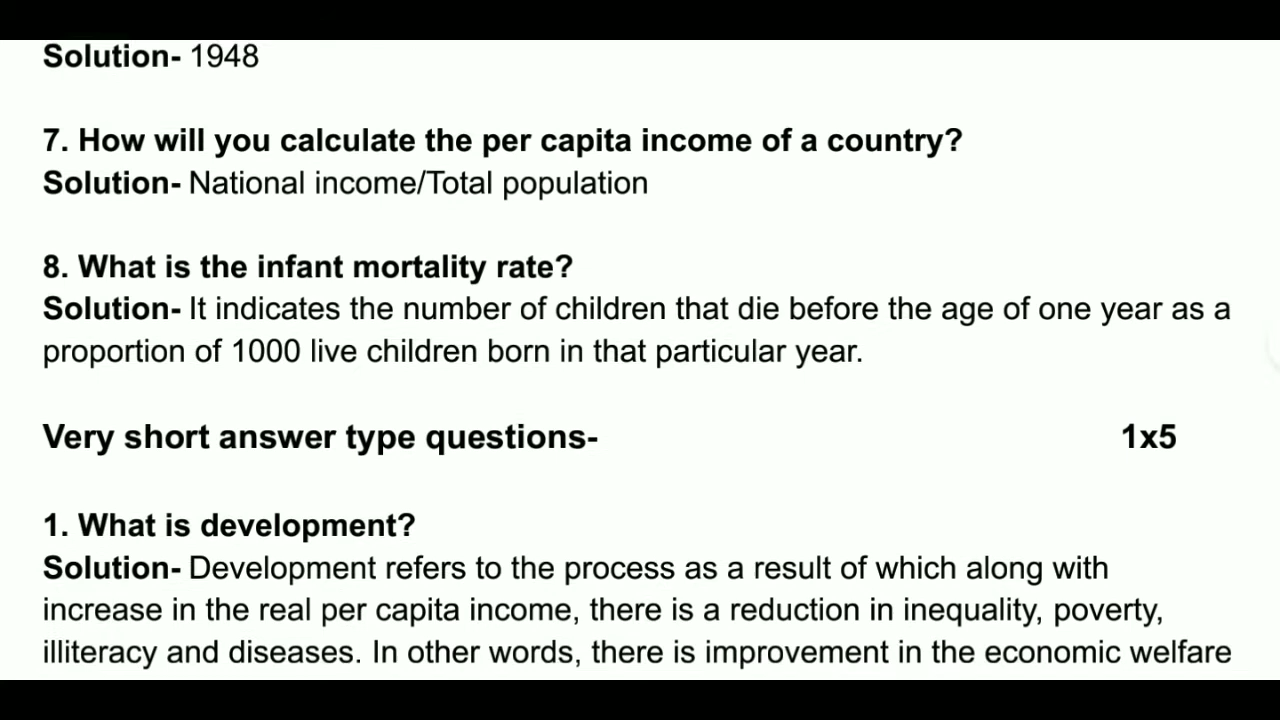 Solution- 1948
7. How will you calculate the per capita income of a country?
Solution- National income/Total population
8. What is the infant mortality rate?
Solution- It indicates the number of children that die before the age of one year as a
proportion of 1000 live children born in that particular year.
Very short answer type questions- 1x5
1. What is development?
Solution- Development refers to the process as a result of which along with
increase in the real per capita income, there is a reduction in inequality, poverty,
illiteracy and diseases. In other words, there is improvement in the economic welfare